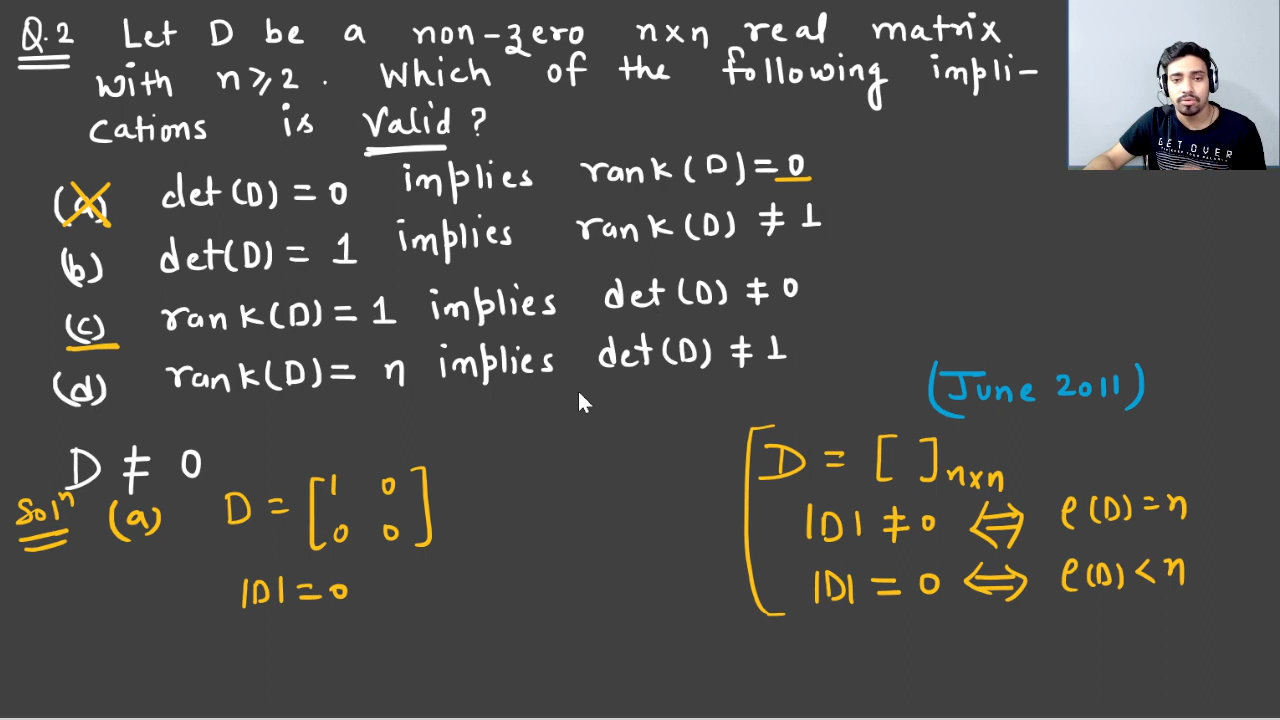 Q.2 Let D be a non-zero n×n real matrix
with n ⩾ 2. Which of the following impli-
cations is Valid ?
(a) det(D) = 0 implies rank(D) = 0
(b) det(D) = 1 implies rank(D) ≠ 1
(c) rank(D) = 1 implies det(D) ≠ 0
(d) rank(D) = n implies det(D) ≠ 1
(June 2011)
D ≠ 0
Solⁿ (a) D = [1 0
0 0]
|D| = 0
D = [ ]n×n
|D| ≠ 0 ⇔ ρ(D) = n
|D| = 0 ⇔ ρ(D) < n
GET OVER